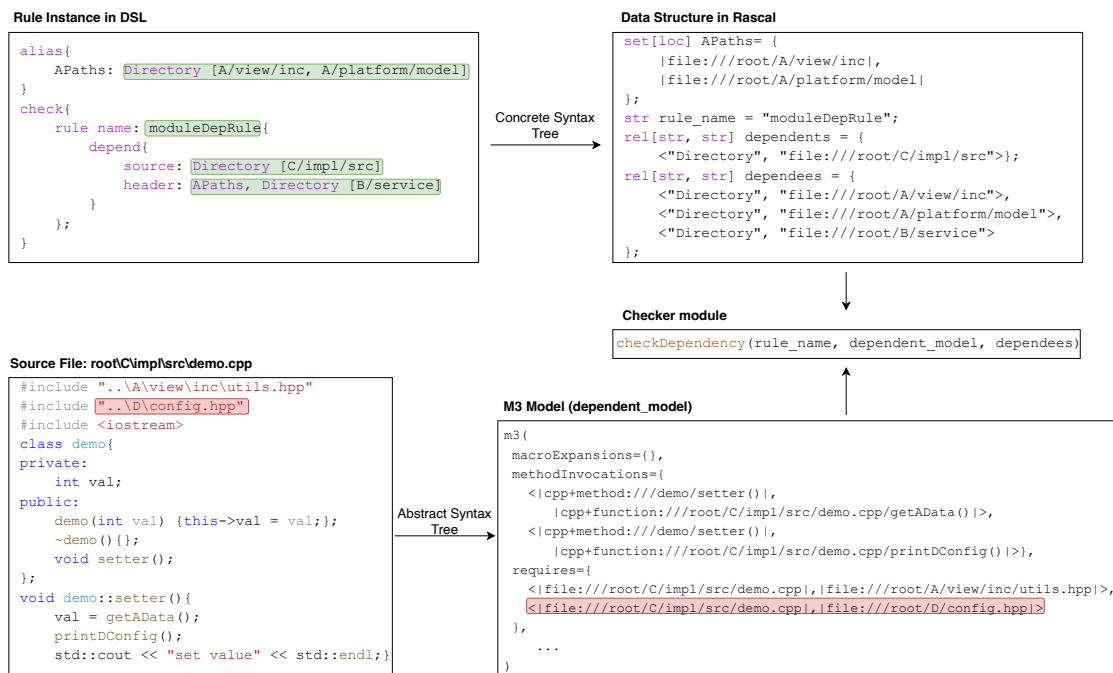 Rule Instance in DSL
alias{
    APaths: Directory [A/view/inc, A/platform/model]
}
check{
    rule name: moduleDepRule{
        depend{
            source: Directory [C/impl/src]
            header: APaths, Directory [B/service]
        }
    };
}
Concrete Syntax
Tree
Data Structure in Rascal
set[loc] APaths= {
    |file:///root/A/view/inc|,
    |file:///root/A/platform/model|
};
str rule_name = "moduleDepRule";
rel[str, str] dependents = {
    <"Directory", "file:///root/C/impl/src">};
rel[str, str] dependees = {
    <"Directory", "file:///root/A/view/inc">,
    <"Directory", "file:///root/A/platform/model">,
    <"Directory", "file:///root/B/service">
};
Checker module
checkDependency(rule_name, dependent_model, dependees)
Source File: root\C\impl\src\demo.cpp
#include "..\A\view\inc\utils.hpp"
#include "..\D\config.hpp"
#include <iostream>
class demo{
private:
    int val;
public:
    demo(int val) {this->val = val;};
    ~demo(){};
    void setter();
};
void demo::setter(){
    val = getAData();
    printDConfig();
    std::cout << "set value" << std::endl;}
Abstract Syntax
Tree
M3 Model (dependent_model)
m3(
 macroExpansions={},
 methodInvocations={
  <|cpp+method:///demo/setter()|,
    |cpp+function:///root/C/impl/src/demo.cpp/getAData()|>,
  <|cpp+method:///demo/setter()|,
    |cpp+function:///root/C/impl/src/demo.cpp/printDConfig()|>},
 requires={
  <|file:///root/C/impl/src/demo.cpp|,|file:///root/A/view/inc/utils.hpp|>,
  <|file:///root/C/impl/src/demo.cpp|,|file:///root/D/config.hpp|>
 },
   ...
)